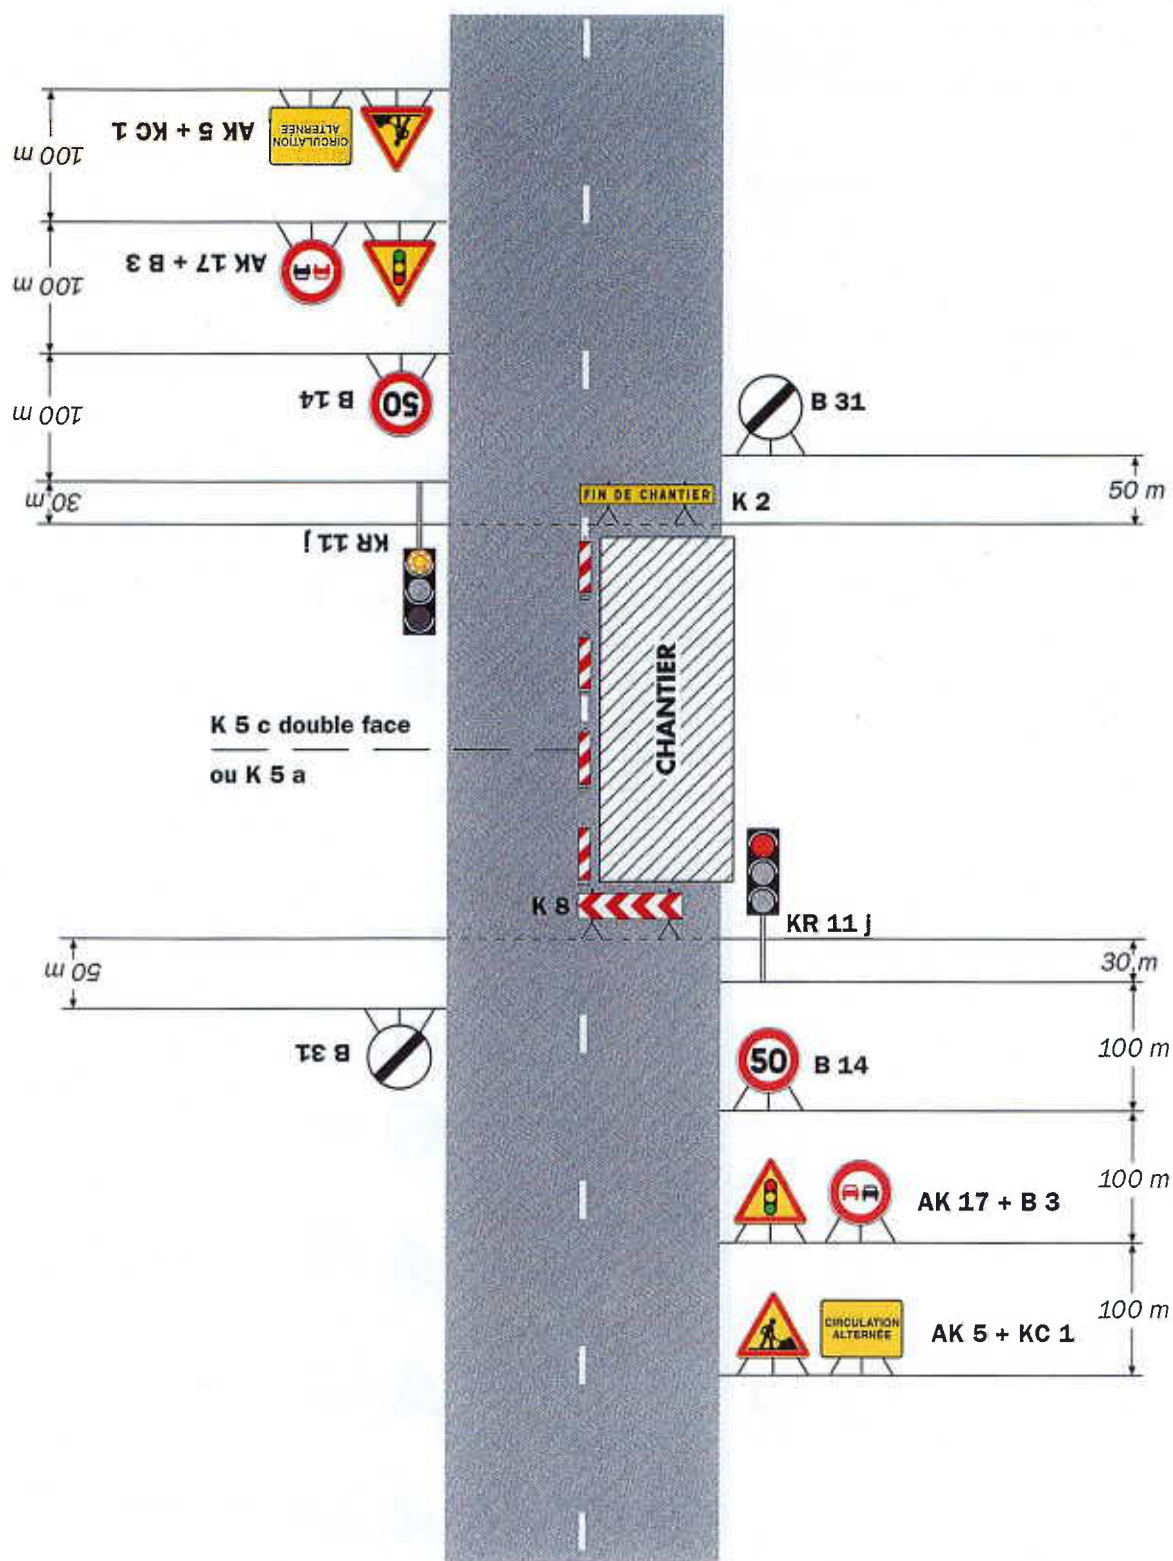 AK 5 + KC 1
CIRCULATION
ALTERNÉE
100 m
AK 17 + B 3
100 m
B 14
50
100 m
B 31
30 m
FIN DE CHANTIER
K 2
50 m
KR 11 j
CHANTIER
K 5 c double face
ou K 5 a
K 8
KR 11 j
50 m
30 m
B 31
50
B 14
100 m
AK 17 + B 3
100 m
CIRCULATION
ALTERNÉE
AK 5 + KC 1
100 m